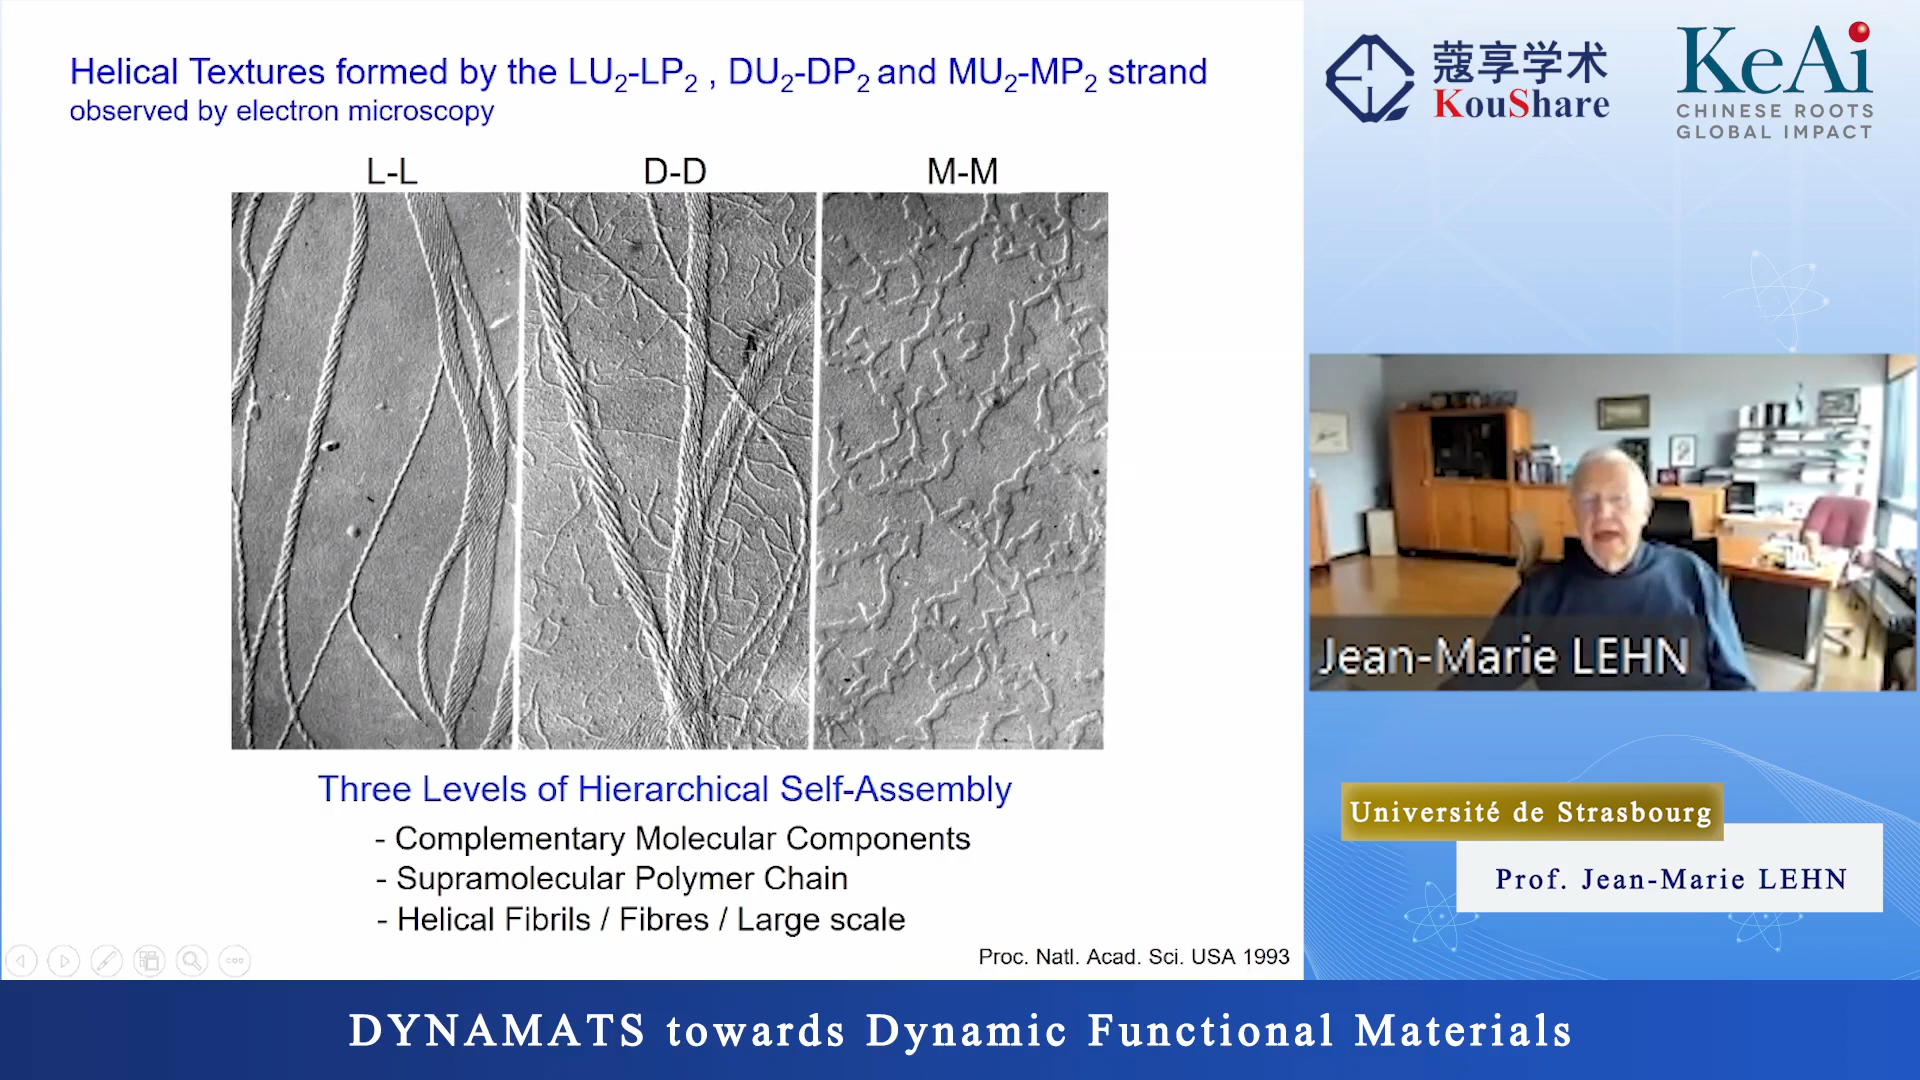 Helical Textures formed by the LU2-LP2 , DU2-DP2 and MU2-MP2 strand
observed by electron microscopy
L-L
D-D
M-M
Three Levels of Hierarchical Self-Assembly
- Complementary Molecular Components
- Supramolecular Polymer Chain
- Helical Fibrils / Fibres / Large scale
Proc. Natl. Acad. Sci. USA 1993
蔻享学术
KouShare
KeAi
CHINESE ROOTS
GLOBAL IMPACT
Jean-Marie LEHN
Université de Strasbourg
Prof. Jean-Marie LEHN
DYNAMATS towards Dynamic Functional Materials